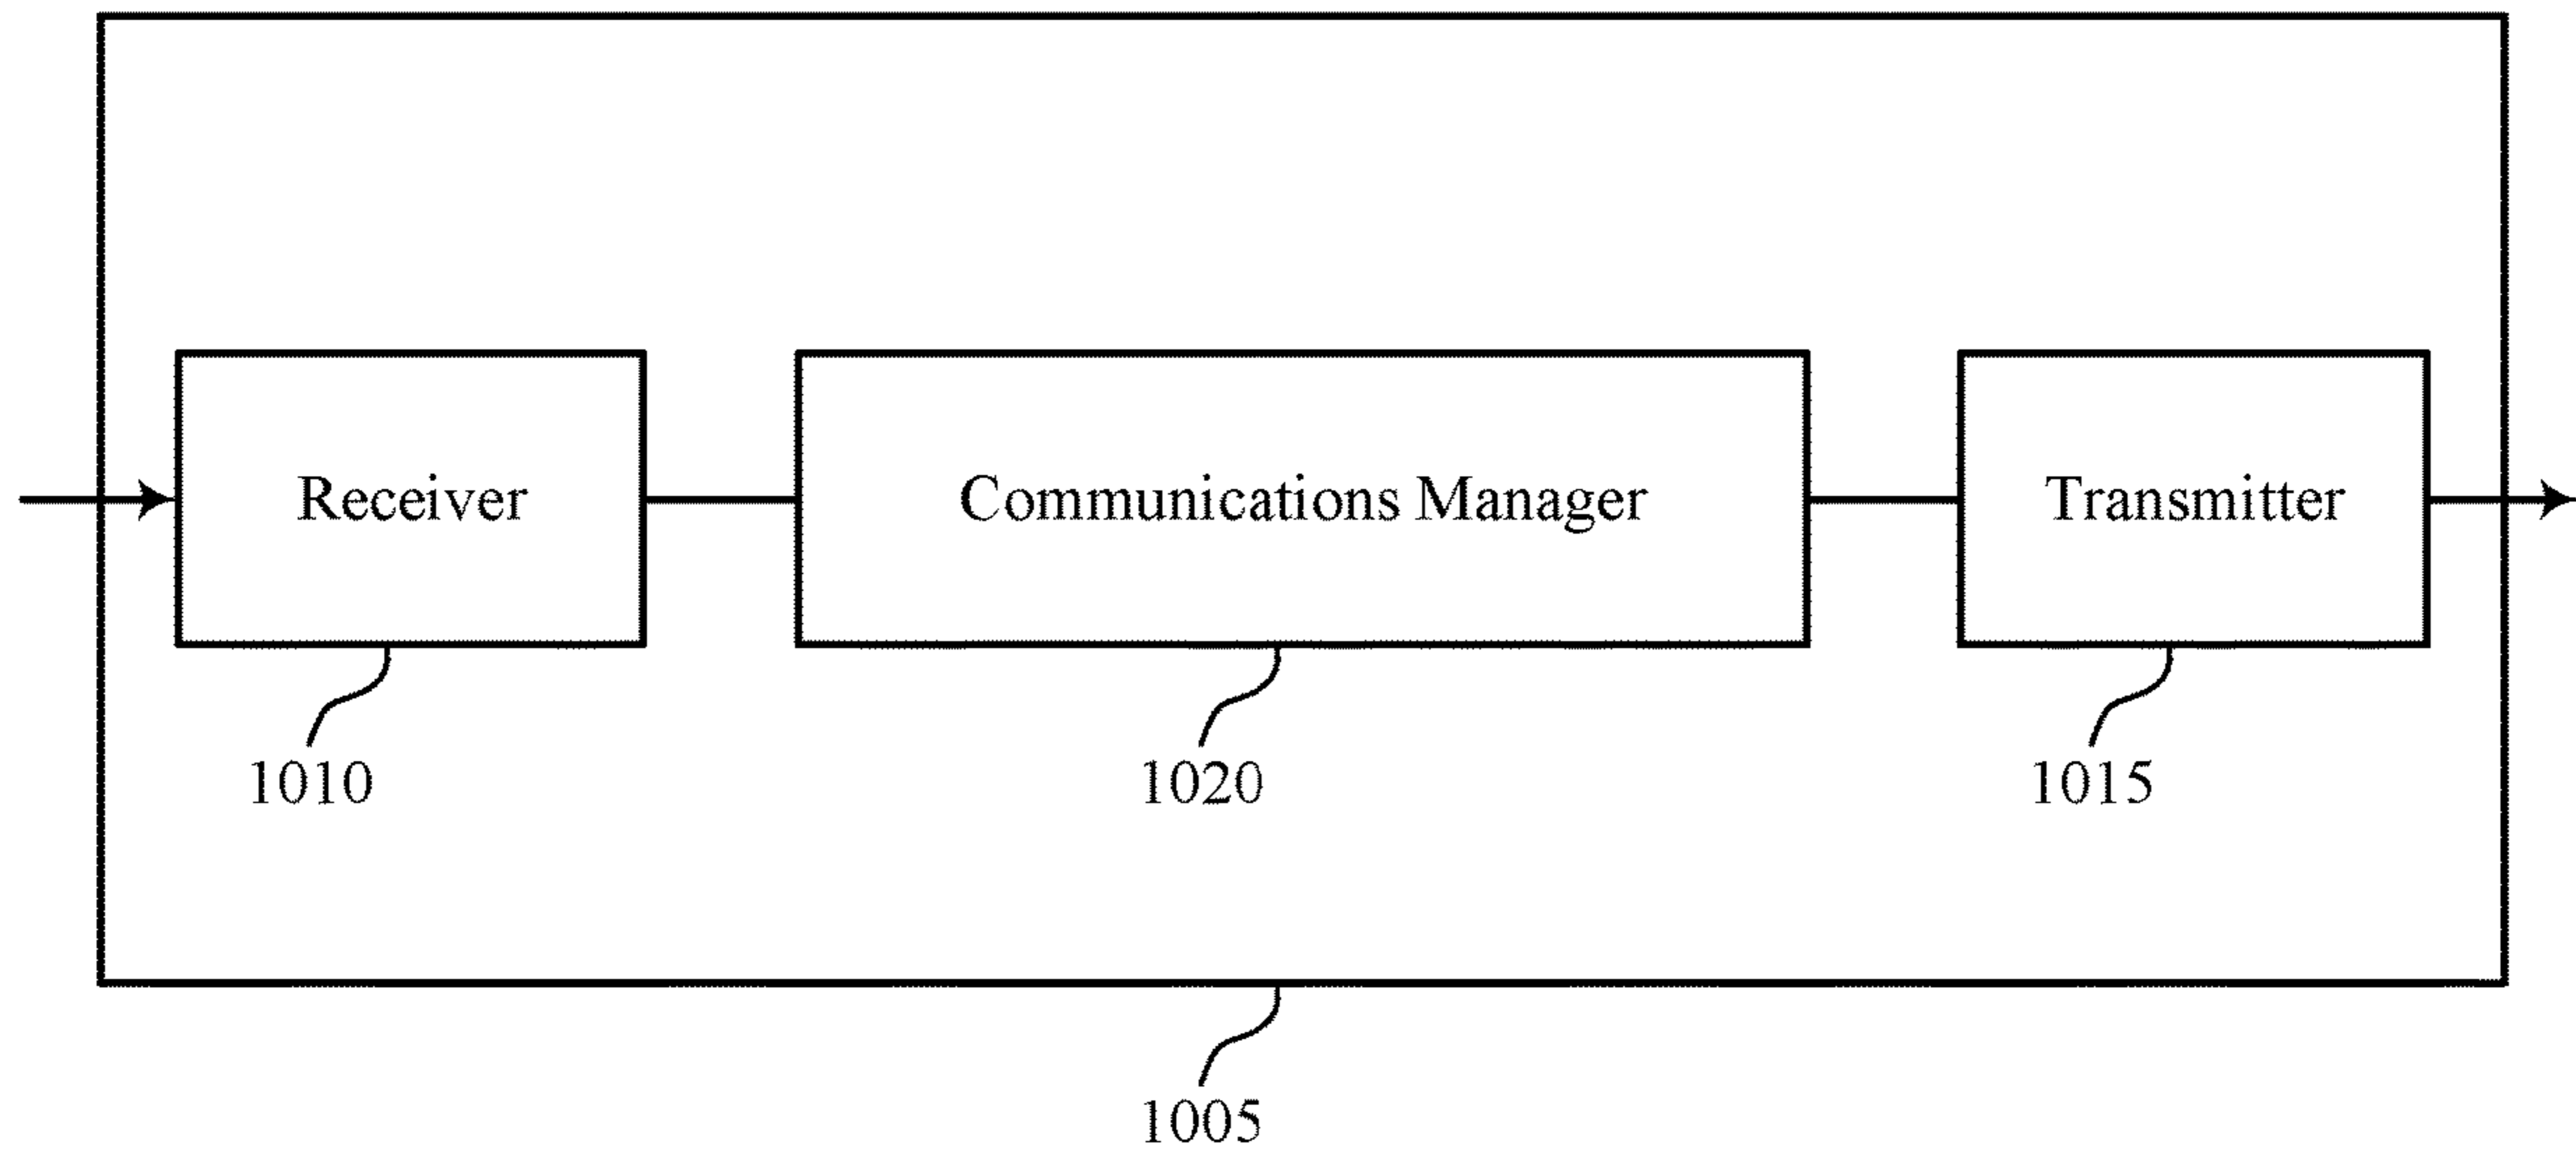 Receiver
Communications Manager
Transmitter
1010
1020
1015
1005